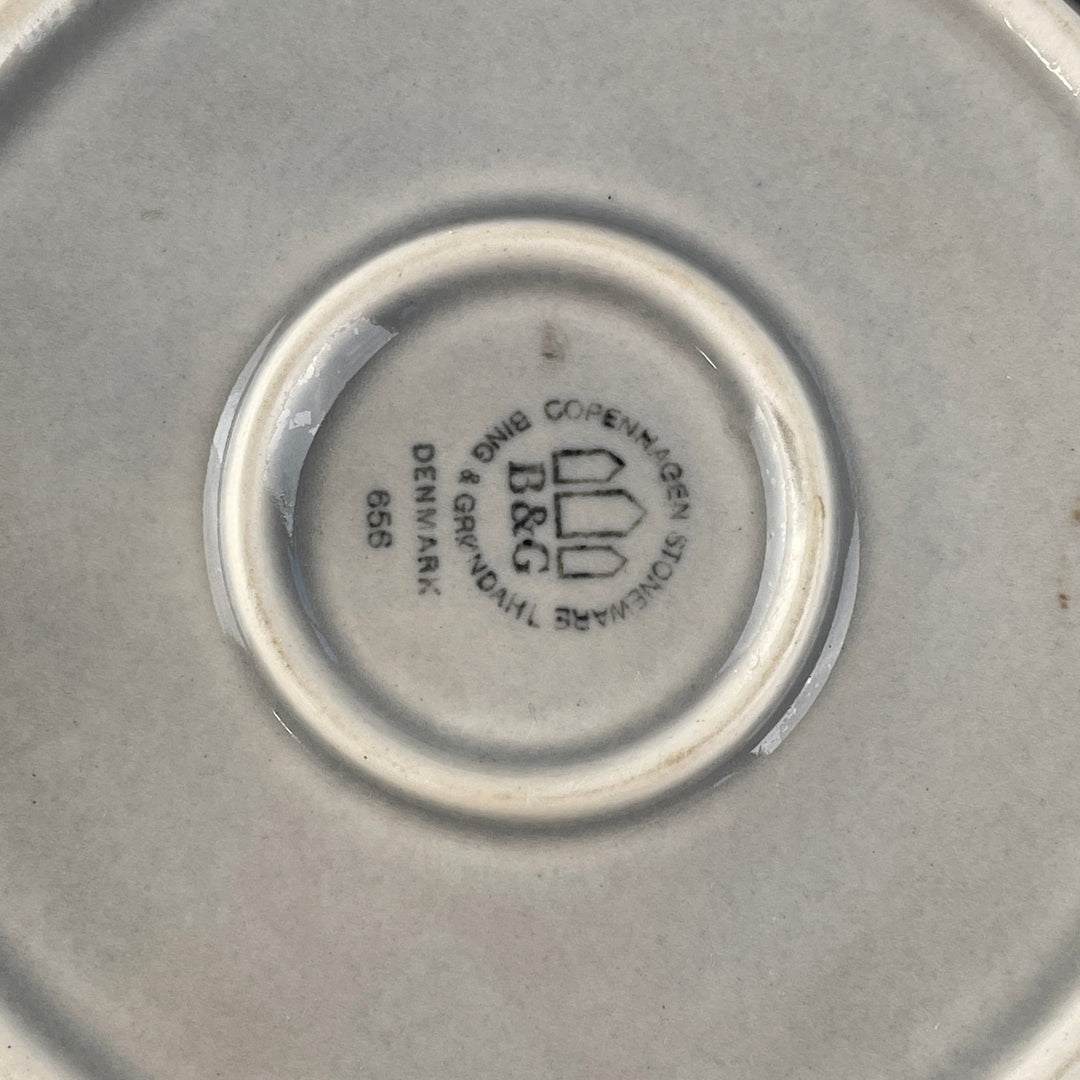 COPENHAGEN STONEWARE
B&G
BING & GRØNDAHL
DENMARK
656